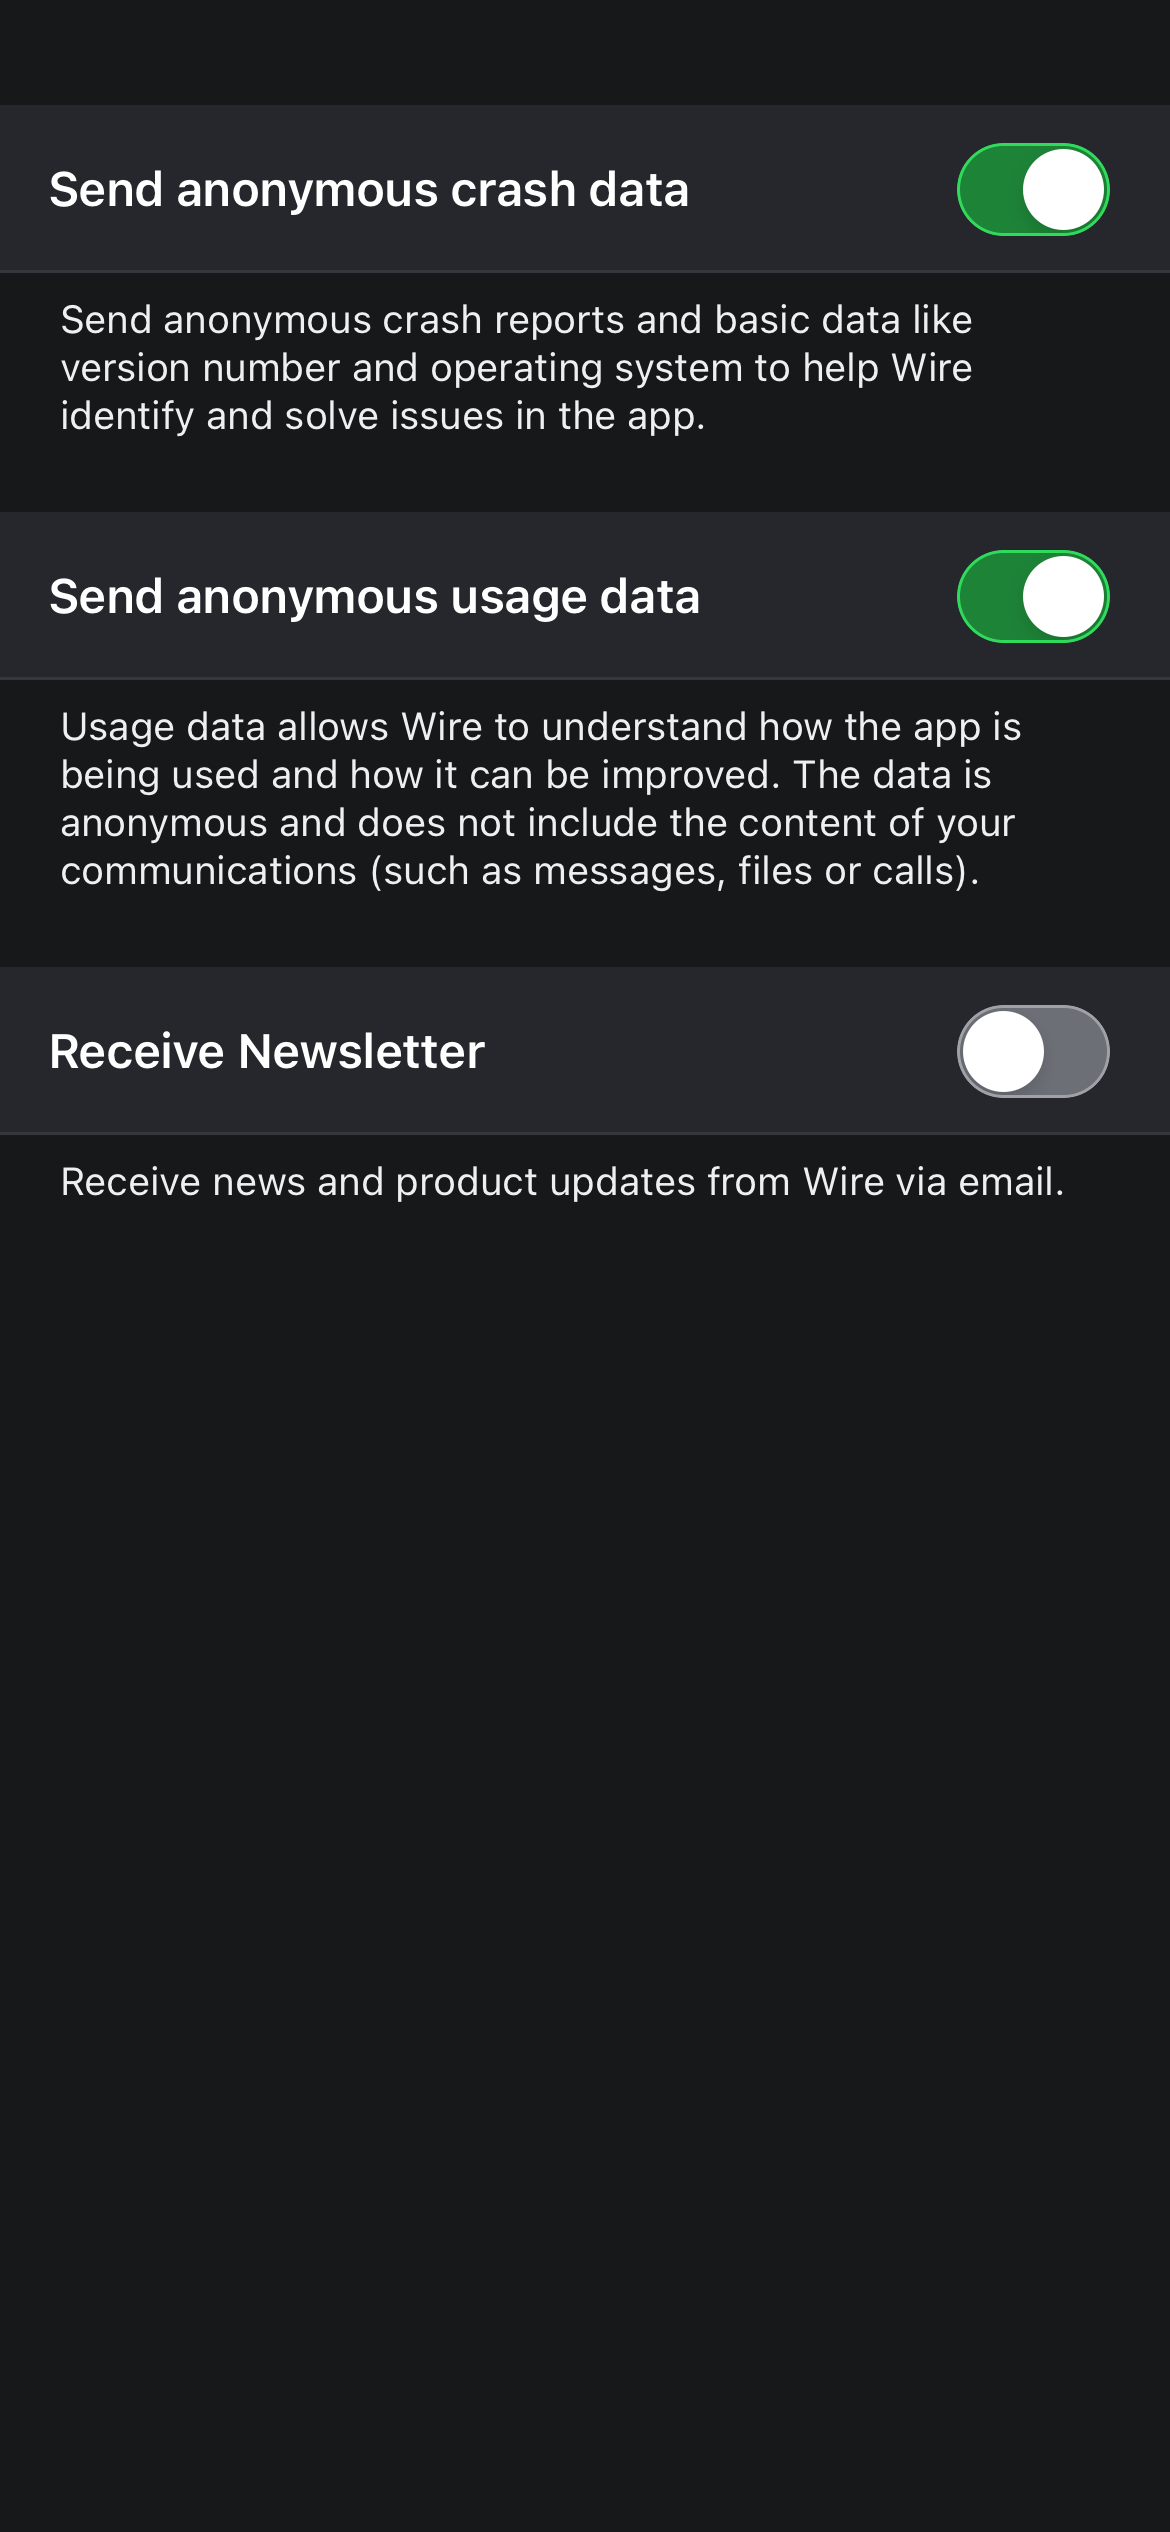 Send anonymous crash data
Send anonymous crash reports and basic data like
version number and operating system to help Wire
identify and solve issues in the app.
Send anonymous usage data
Usage data allows Wire to understand how the app is
being used and how it can be improved. The data is
anonymous and does not include the content of your
communications (such as messages, files or calls).
Receive Newsletter
Receive news and product updates from Wire via email.